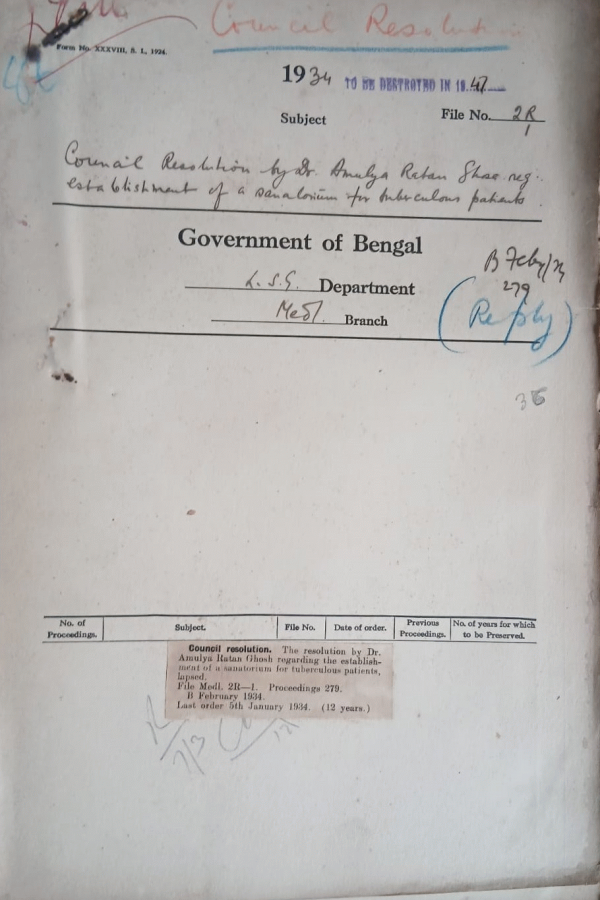 Council Resolution
Form No. XXXVIII, S. L., 1924.
1934 TO BE DESTROYED IN 1947
Subject
File No. 2R/1
Council Resolution by Dr. Amulya Ratan Ghose reg.
establishment of a sanatorium for tuberculous patients.
Government of Bengal
L.S.G. Department
Medl. Branch
B Feby/34
279
(Reply)
No. of Proceedings. Subject. File No. Date of order. Previous Proceedings. No. of years for which to be Preserved.
Council resolution. The resolution by Dr.
Amulya Ratan Ghosh regarding the establish-
ment of a sanatorium for tuberculous patients,
lapsed.
File Medl. 2R—1. Proceedings 279.
B February 1934.
Last order 5th January 1934. (12 years.)